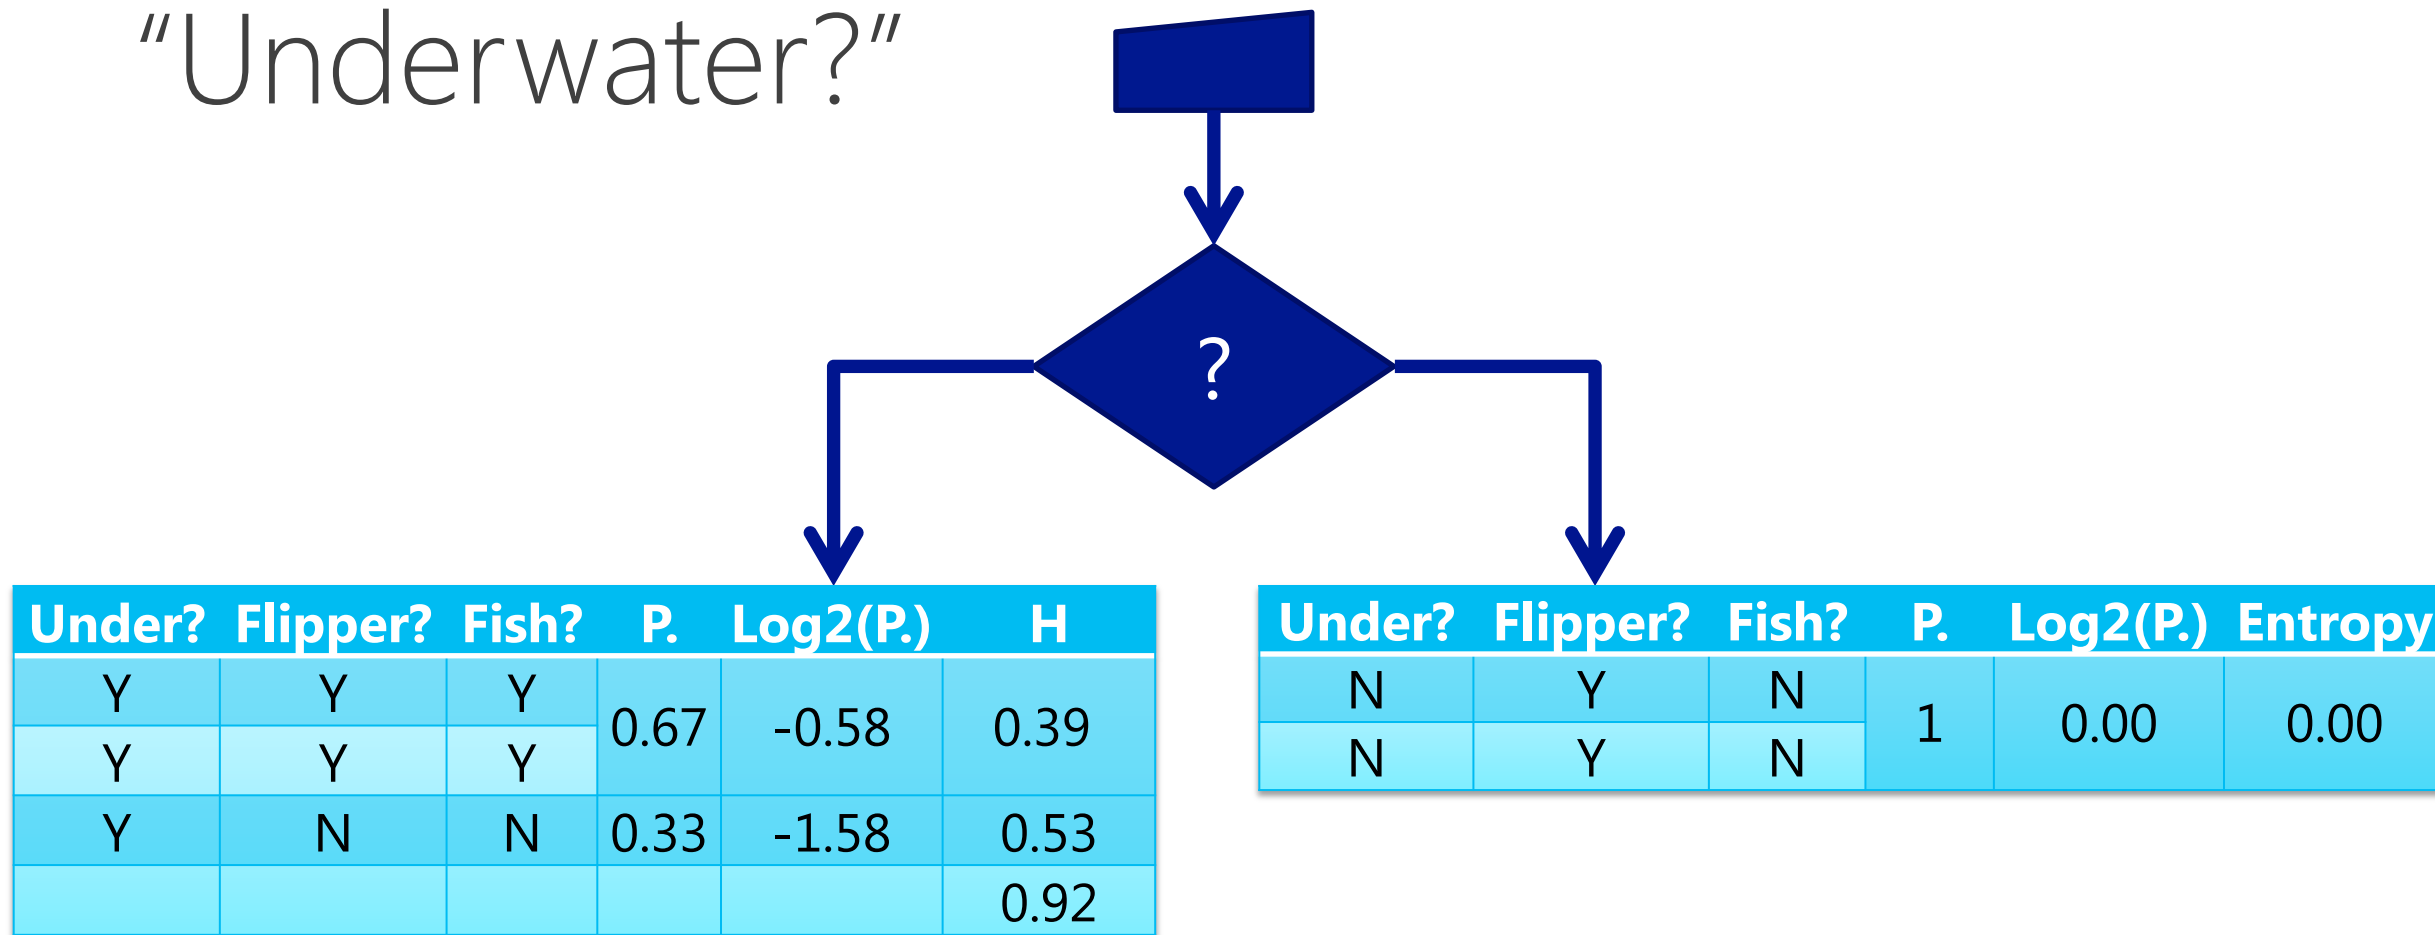 “Underwater?”
?
Under? Flipper? Fish? P. Log2(P.) H
Y Y Y 0.67 -0.58 0.39
Y Y Y
Y N N 0.33 -1.58 0.53
0.92
Under? Flipper? Fish? P. Log2(P.) Entropy
N Y N 1 0.00 0.00
N Y N